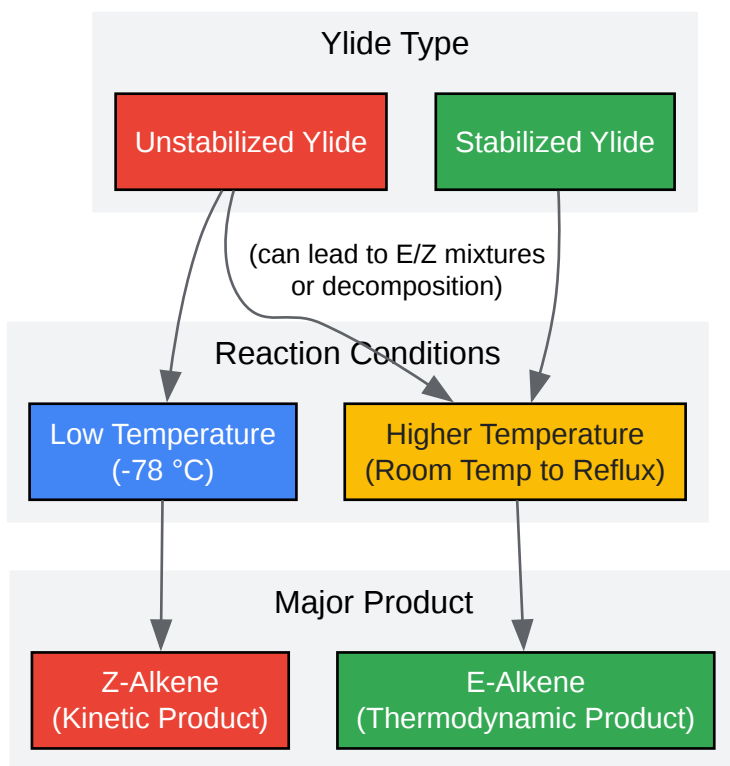 Ylide Type
Unstabilized Ylide
Stabilized Ylide
(can lead to E/Z mixtures
or decomposition)
Reaction Conditions
Low Temperature
(-78 °C)
Higher Temperature
(Room Temp to Reflux)
Major Product
Z-Alkene
(Kinetic Product)
E-Alkene
(Thermodynamic Product)